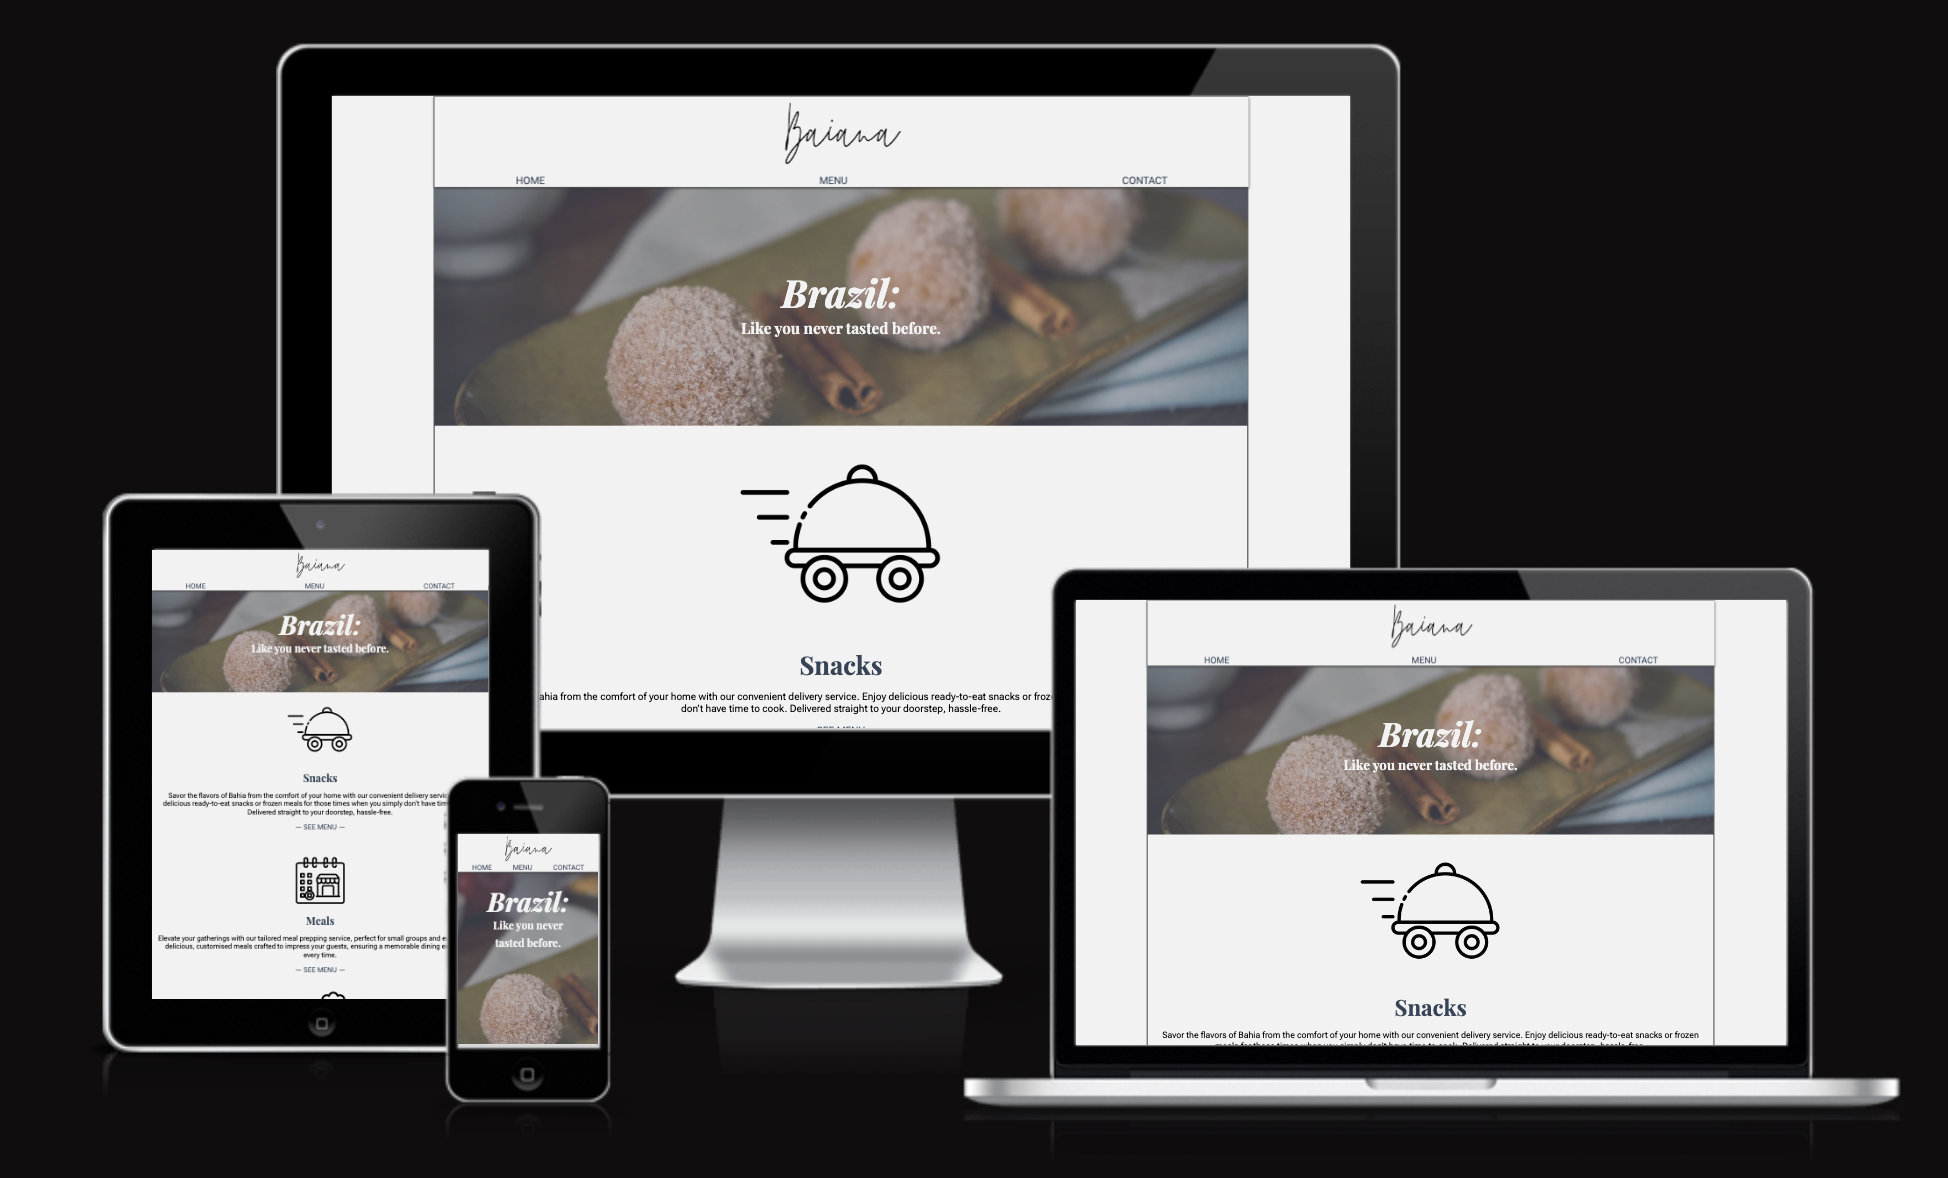 Baiana
HOME MENU CONTACT
Brazil:
Like you never tasted before.
Snacks
ahia from the comfort of your home with our convenient delivery service. Enjoy delicious ready-to-eat snacks or froze
don't have time to cook. Delivered straight to your doorstep, hassle-free.
Baiana
HOME MENU CONTACT
Brazil:
Like you never tasted before.
Snacks
Savor the flavors of Bahia from the comfort of your home with our convenient delivery servic
delicious ready-to-eat snacks or frozen meals for those times when you simply don't have tim
Delivered straight to your doorstep, hassle-free.
— SEE MENU —
Meals
Elevate your gatherings with our tailored meal prepping service, perfect for small groups and e
delicious, customised meals crafted to impress your guests, ensuring a memorable dining e
every time.
— SEE MENU —
Baiana
HOME MENU CONTACT
Brazil:
Like you never
tasted before.
Baiana
HOME MENU CONTACT
Brazil:
Like you never tasted before.
Snacks
Savor the flavors of Bahia from the comfort of your home with our convenient delivery service. Enjoy delicious ready-to-eat snacks or frozen